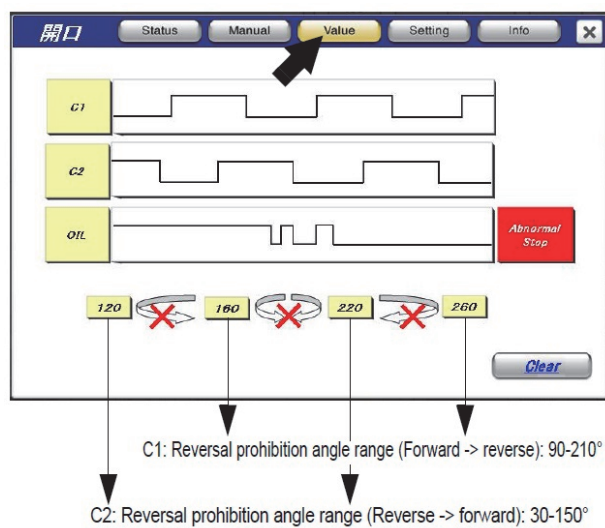 開口 Status Manual Value Setting Info
C1
C2
OIL
Abnormal
Stop
120 160 220 260
Clear
C1: Reversal prohibition angle range (Forward -> reverse): 90-210°
C2: Reversal prohibition angle range (Reverse -> forward): 30-150°